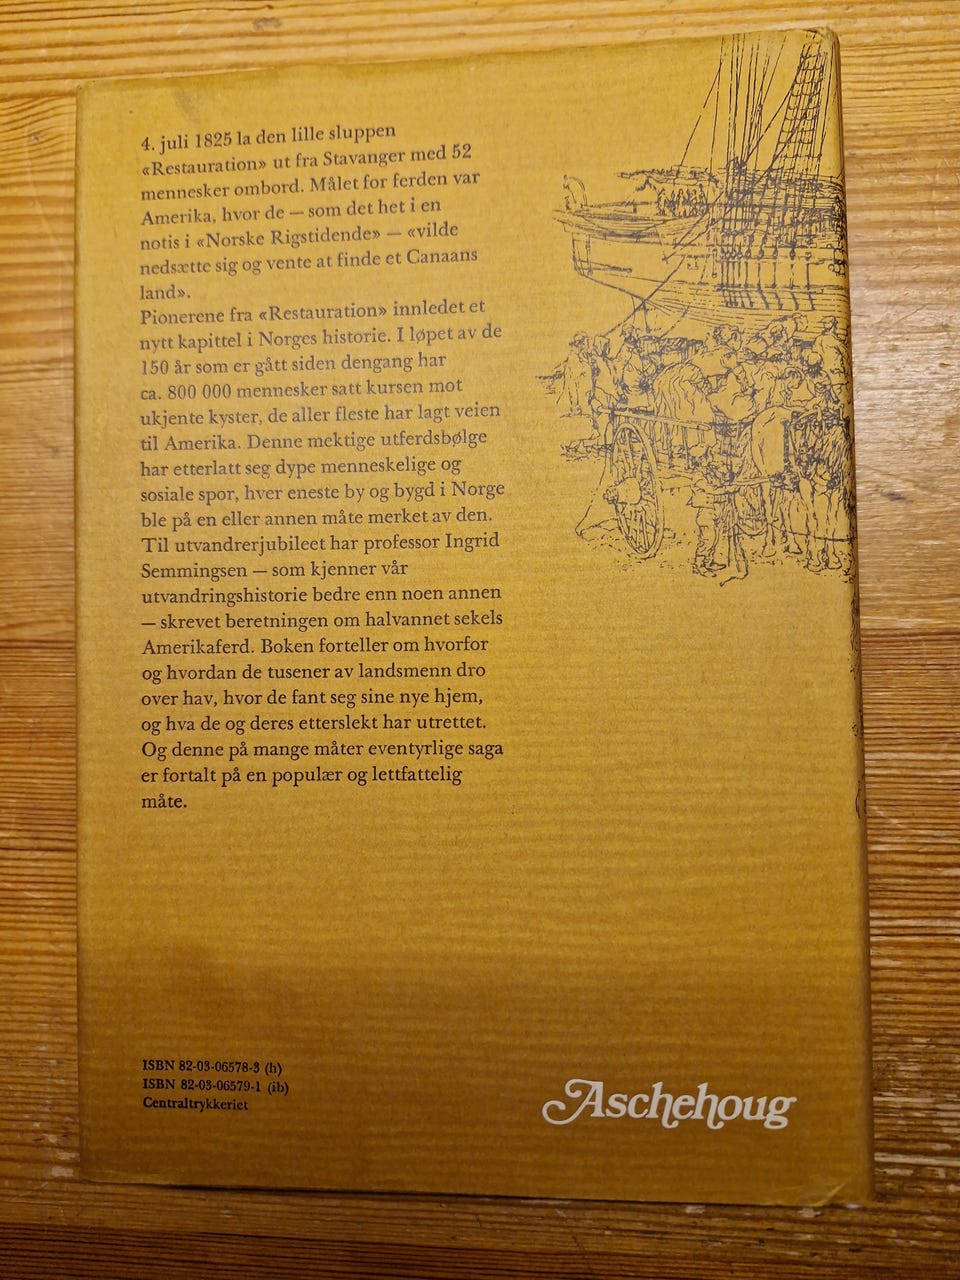 4. juli 1825 la den lille sluppen
«Restauration» ut fra Stavanger med 52
mennesker ombord. Målet for ferden var
Amerika, hvor de — som det het i en
notis i «Norske Rigstidende» — «vilde
nedsætte sig og vente at finde et Canaans
land».
Pionerene fra «Restauration» innledet et
nytt kapittel i Norges historie. I løpet av de
150 år som er gått siden dengang har
ca. 800 000 mennesker satt kursen mot
ukjente kyster, de aller fleste har lagt veien
til Amerika. Denne mektige utferdsbølge
har etterlatt seg dype menneskelige og
sosiale spor, hver eneste by og bygd i Norge
ble på en eller annen måte merket av den.
Til utvandrerjubileet har professor Ingrid
Semmingsen — som kjenner vår
utvandringshistorie bedre enn noen annen
— skrevet beretningen om halvannet sekels
Amerikaferd. Boken forteller om hvorfor
og hvordan de tusener av landsmenn dro
over hav, hvor de fant seg sine nye hjem,
og hva de og deres etterslekt har utrettet.
Og denne på mange måter eventyrlige saga
er fortalt på en populær og lettfattelig
måte.
ISBN 82-03-06578-3 (h)
ISBN 82-03-06579-1 (ib)
Centraltrykkeriet
Aschehoug